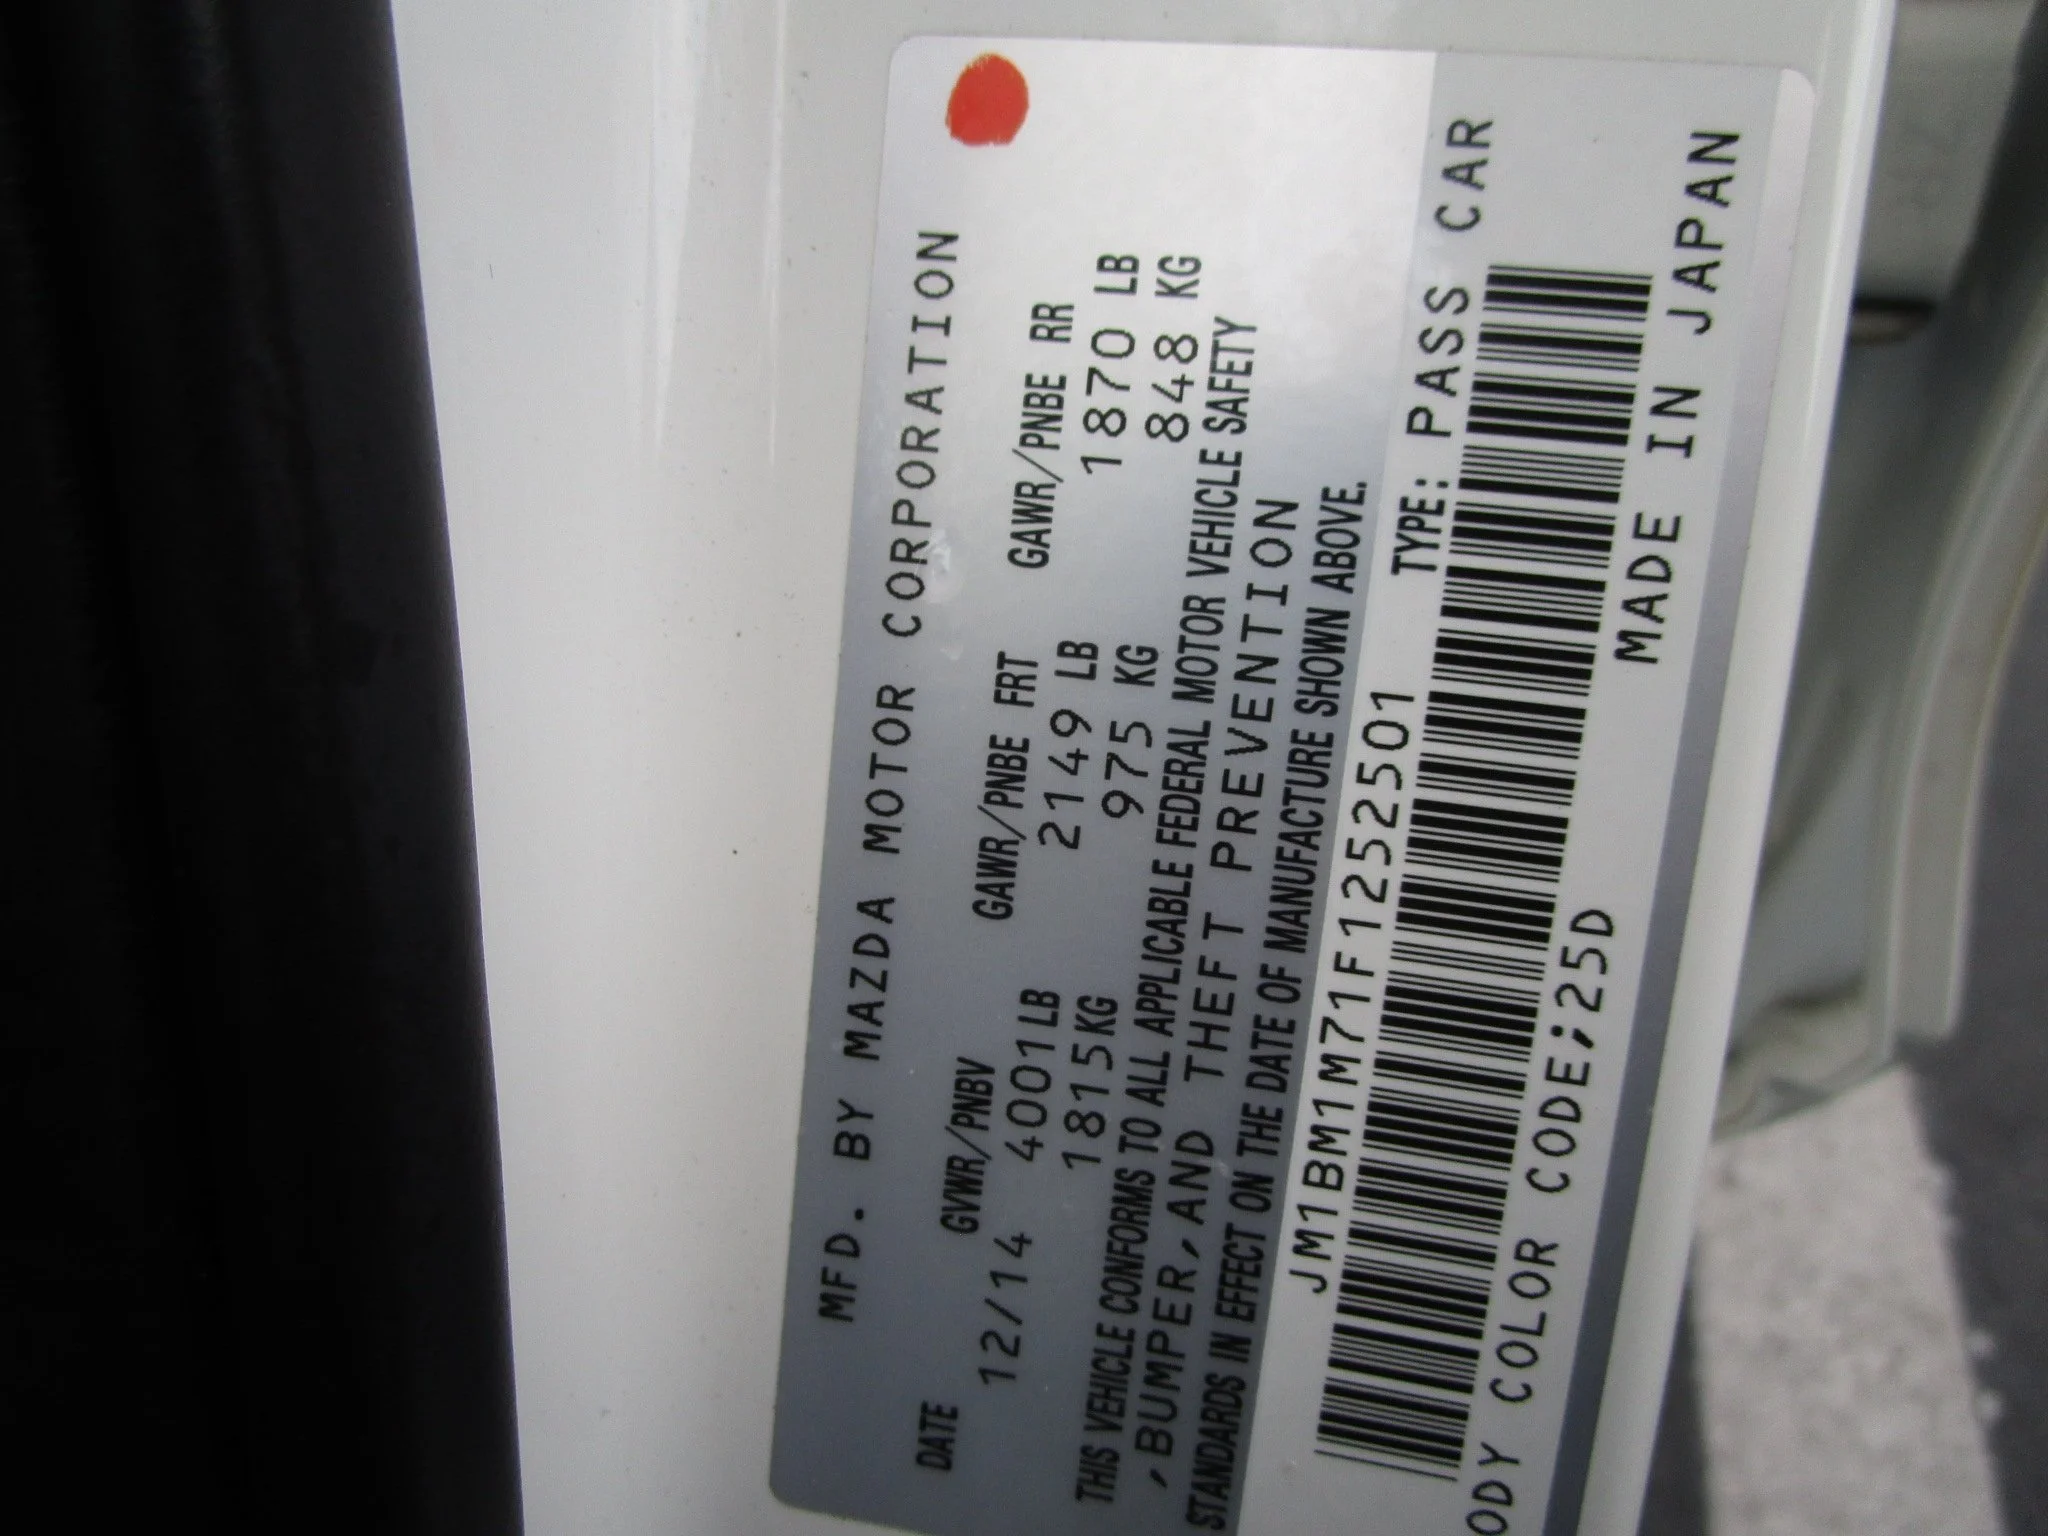 MFD. BY MAZDA MOTOR CORPORATION
DATE GVWR/PNBV GAWR/PNBE FRT GAWR/PNBE RR
12/14 4001LB 2149 LB 1870 LB
1815KG 975 KG 848 KG
THIS VEHICLE CONFORMS TO ALL APPLICABLE FEDERAL MOTOR VEHICLE SAFETY
,BUMPER,AND THEFT PREVENTION
STANDARDS IN EFFECT ON THE DATE OF MANUFACTURE SHOWN ABOVE.
JM1BM1M71F1252501 TYPE: PASS CAR
ODY COLOR CODE;25D MADE IN JAPAN